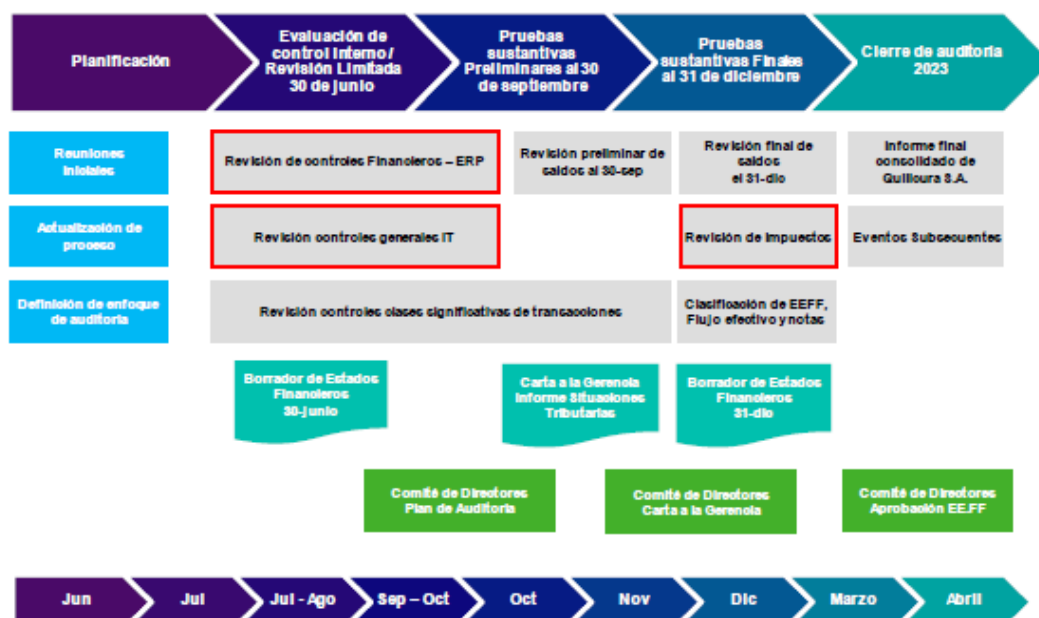 Planificación
Evaluación de
control Interno/
Revisión Limitada
30 de junio
Pruebas
sustantivas
Preliminares al 30
de septiembre
Pruebas
sustantivas Finales
al 31 de diciembre
Cierre de auditoria
2023
Reuniones
Iniciales
Revisión de controles Financieros – ERP
Revisión preliminar de
saldos al 30-sep
Revisión final de
saldos
el 31-dic
Informe final
consolidado de
Quilicura S.A.
Actualización de
proceso
Revisión controles generales IT
Revisión de Impuestos
Eventos Subsecuentes
Definición de enfoque
de auditoria
Revisión controles clases significativas de transacciones
Clasificación de EEFF,
Flujo efectivo y notas
Borrador de Estados
Financieros
30-junio
Carta a la Gerencia
Informe Situaciones
Tributarias
Borrador de Estados
Financieros
31-dic
Comité de Directores
Plan de Auditoria
Comité de Directores
Carta a la Gerencia
Comité de Directores
Aprobación EE.FF
Jun
Jul
Jul - Ago
Sep – Oct
Oct
Nov
Dic
Marzo
Abril